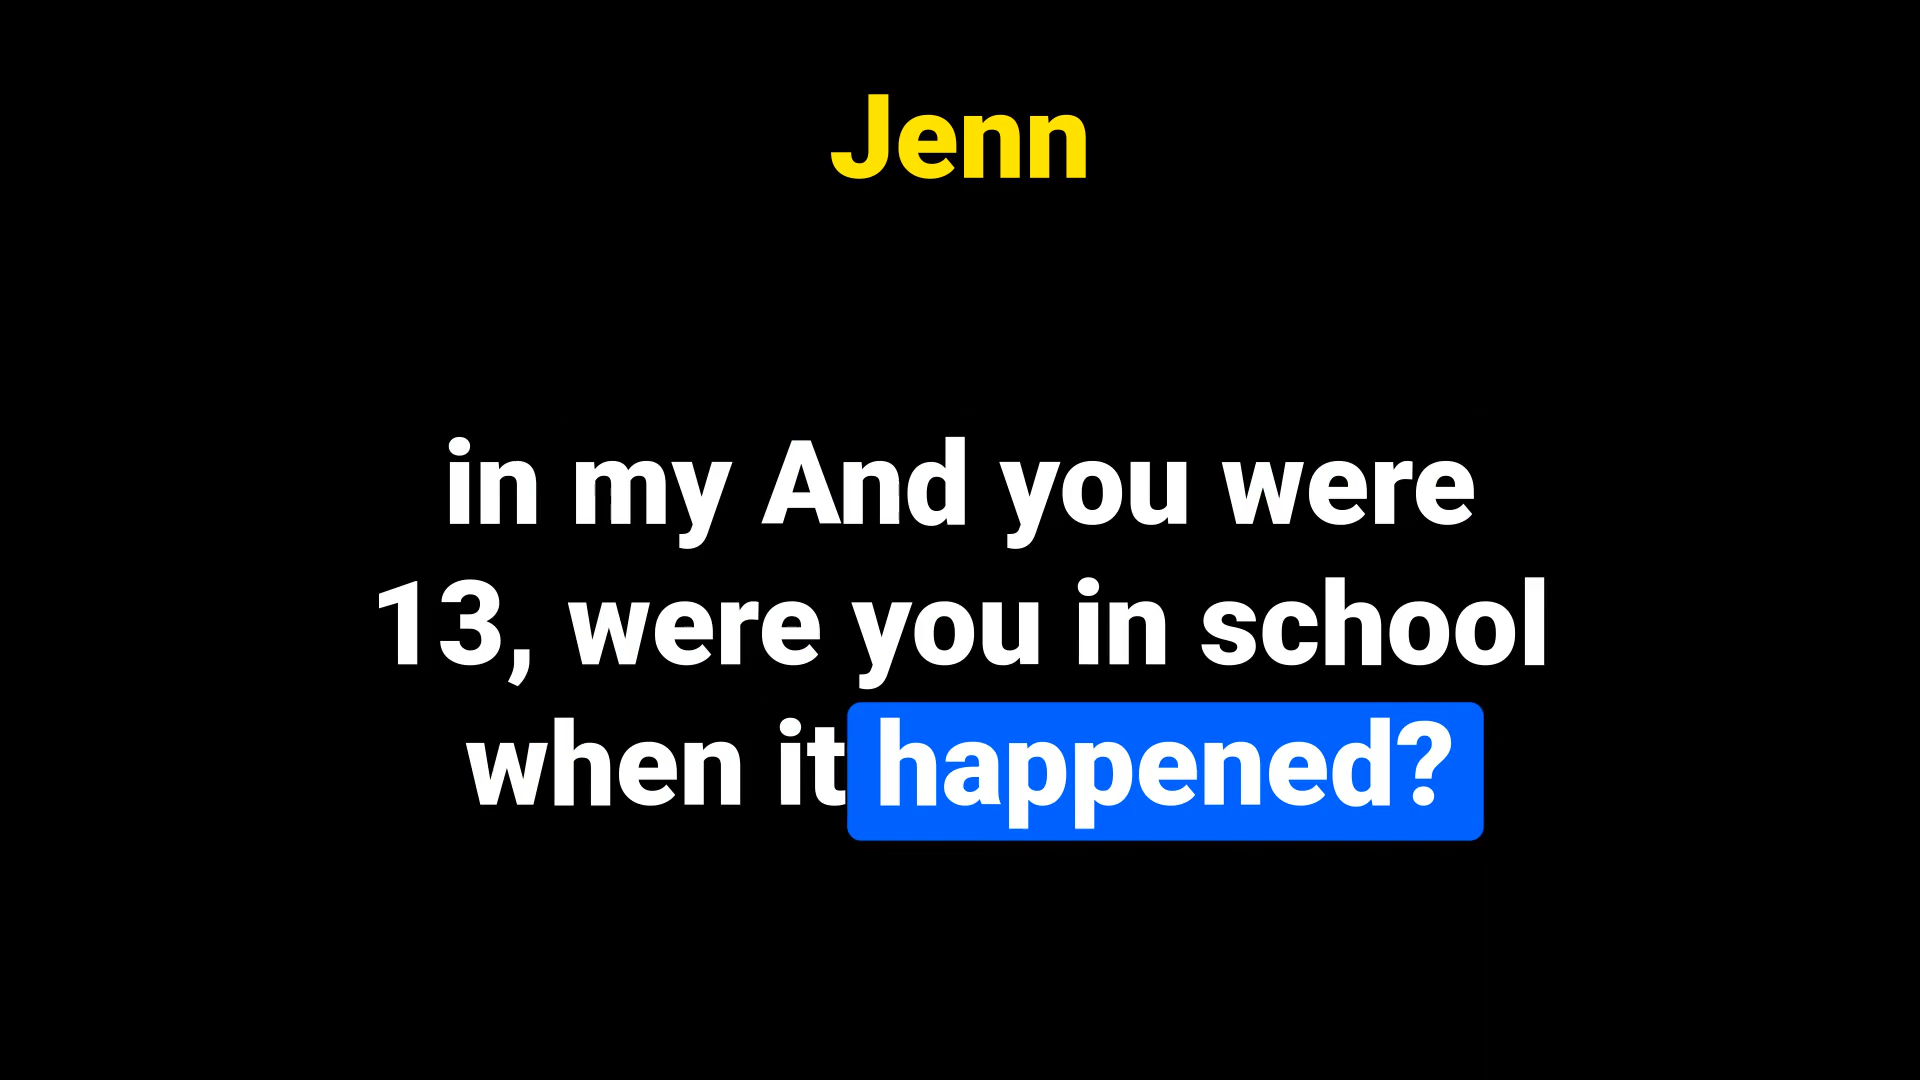 Jenn
in my And you were
13, were you in school
when it happened?